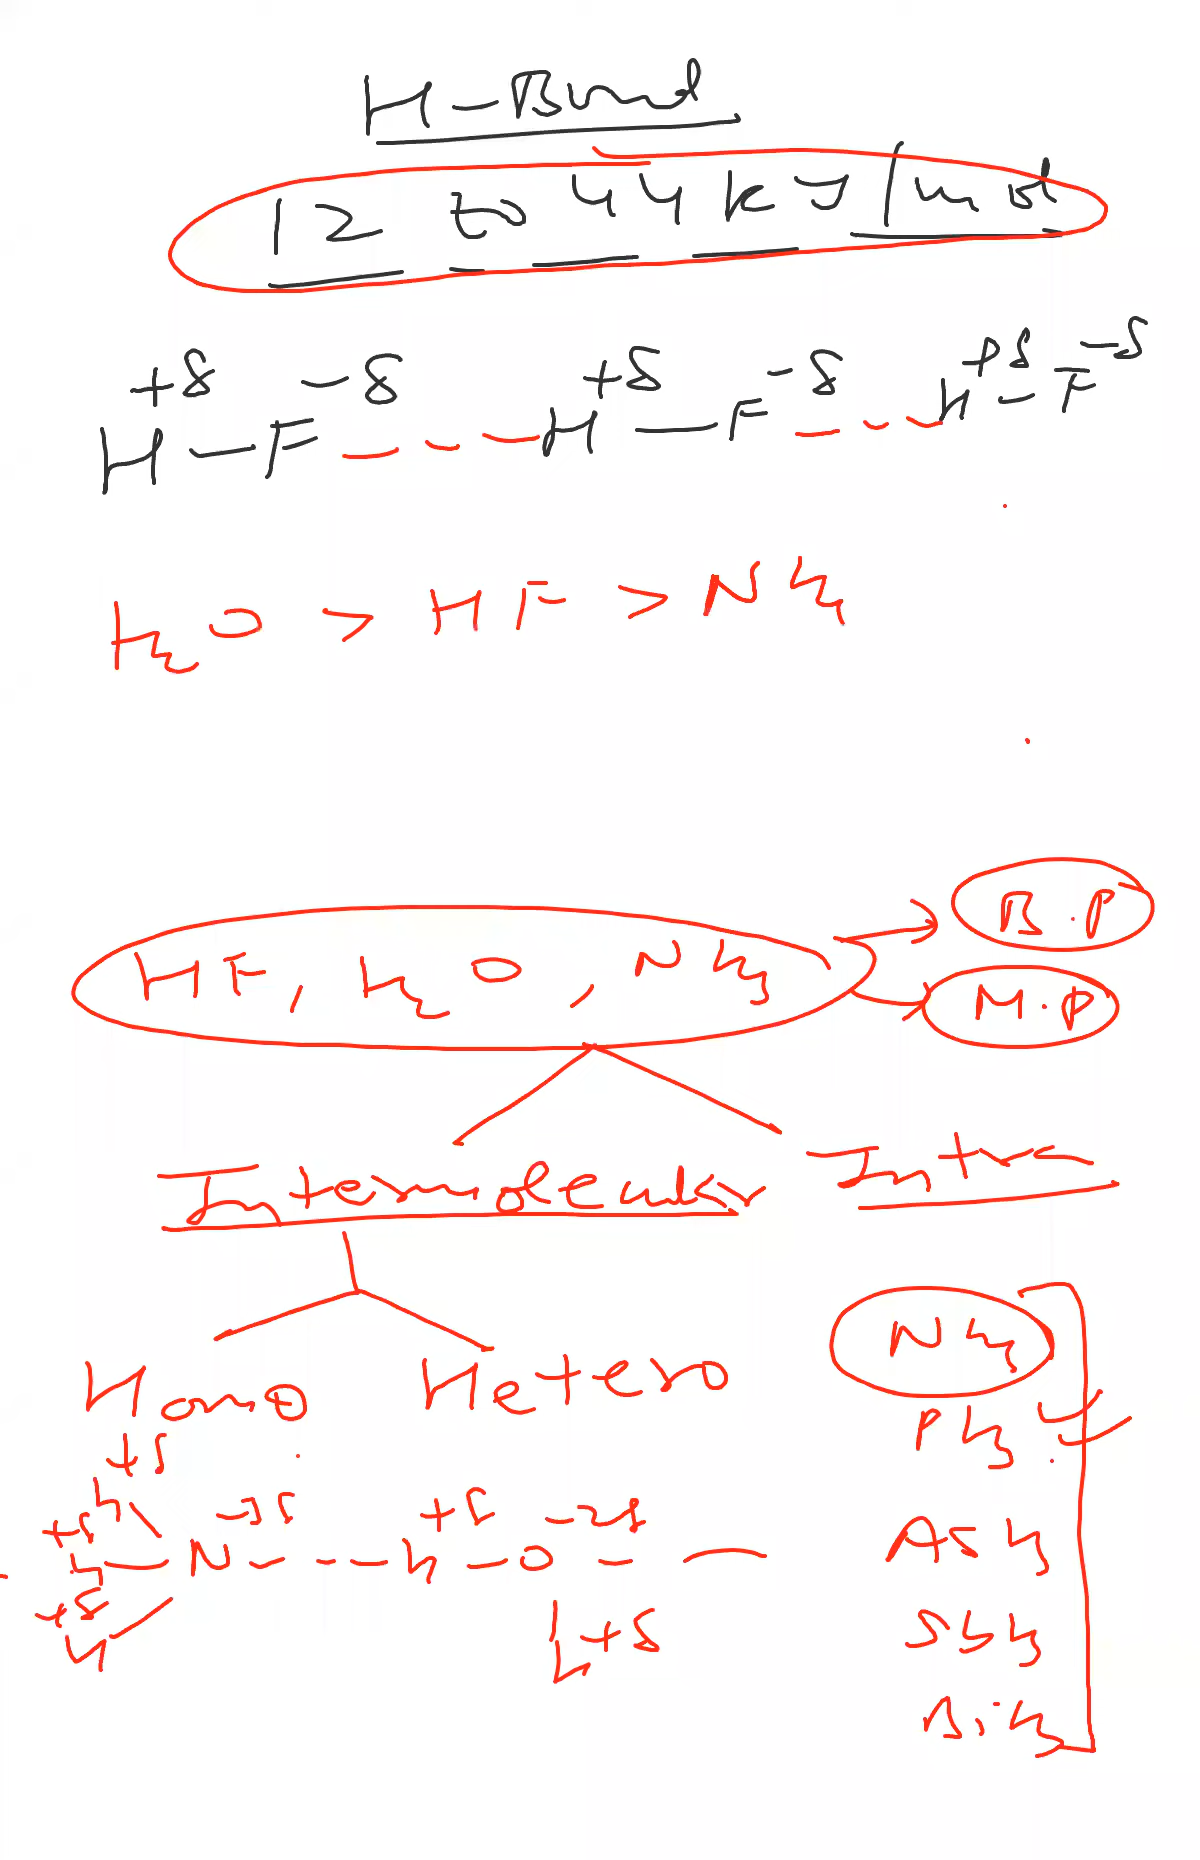 H-Bond
12 to 44 kJ/mol
+δ -δ +δ -δ +δ -δ
H-F---H-F---H-F
H2O > HF > NH3
B.P
HF, H2O, NH3
M.P
Intermolecular Intra
Homo Hetero
NH3
PH3
AsH3
SbH3
BiH3
+δ
H -3δ +δ -2δ
+δ
H-N---H-O--
+δ
H H+δ